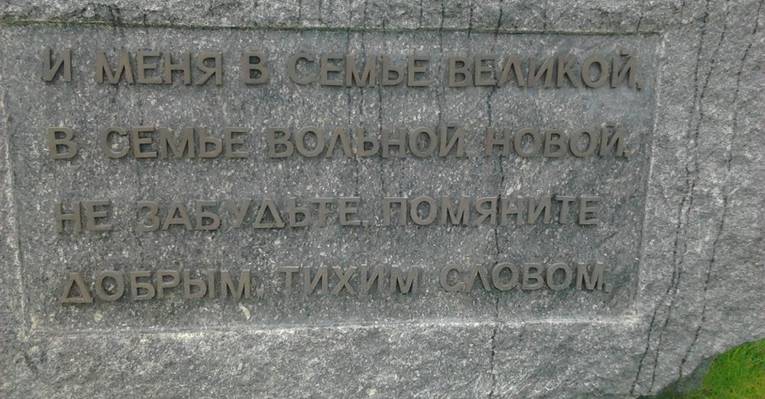 И МЕНЯ В СЕМЬЕ ВЕЛИКОЙ,
В СЕМЬЕ ВОЛЬНОЙ, НОВОЙ,
НЕ ЗАБУДЬТЕ, ПОМЯНИТЕ
ДОБРЫМ, ТИХИМ СЛОВОМ.